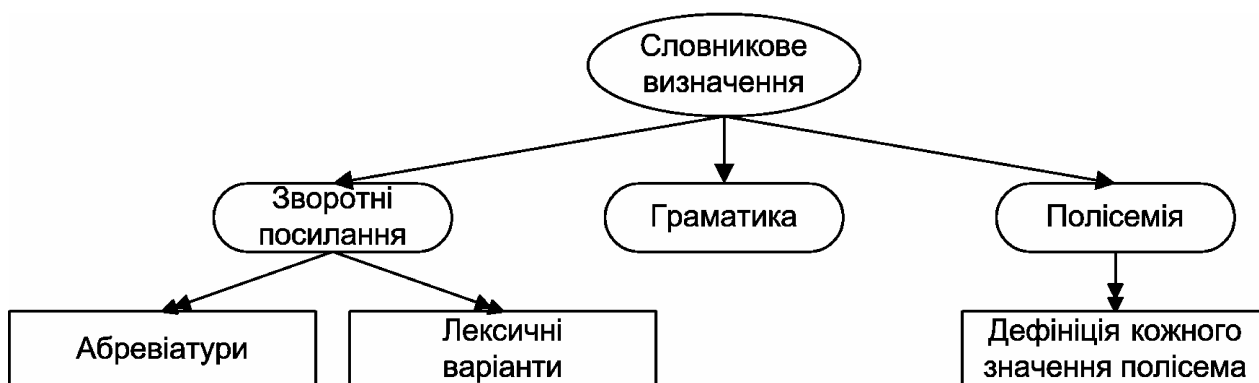 Словникове
визначення
Зворотні
посилання
Граматика
Полісемія
Абревіатури
Лексичні
варіанти
Дефініція кожного
значення полісема